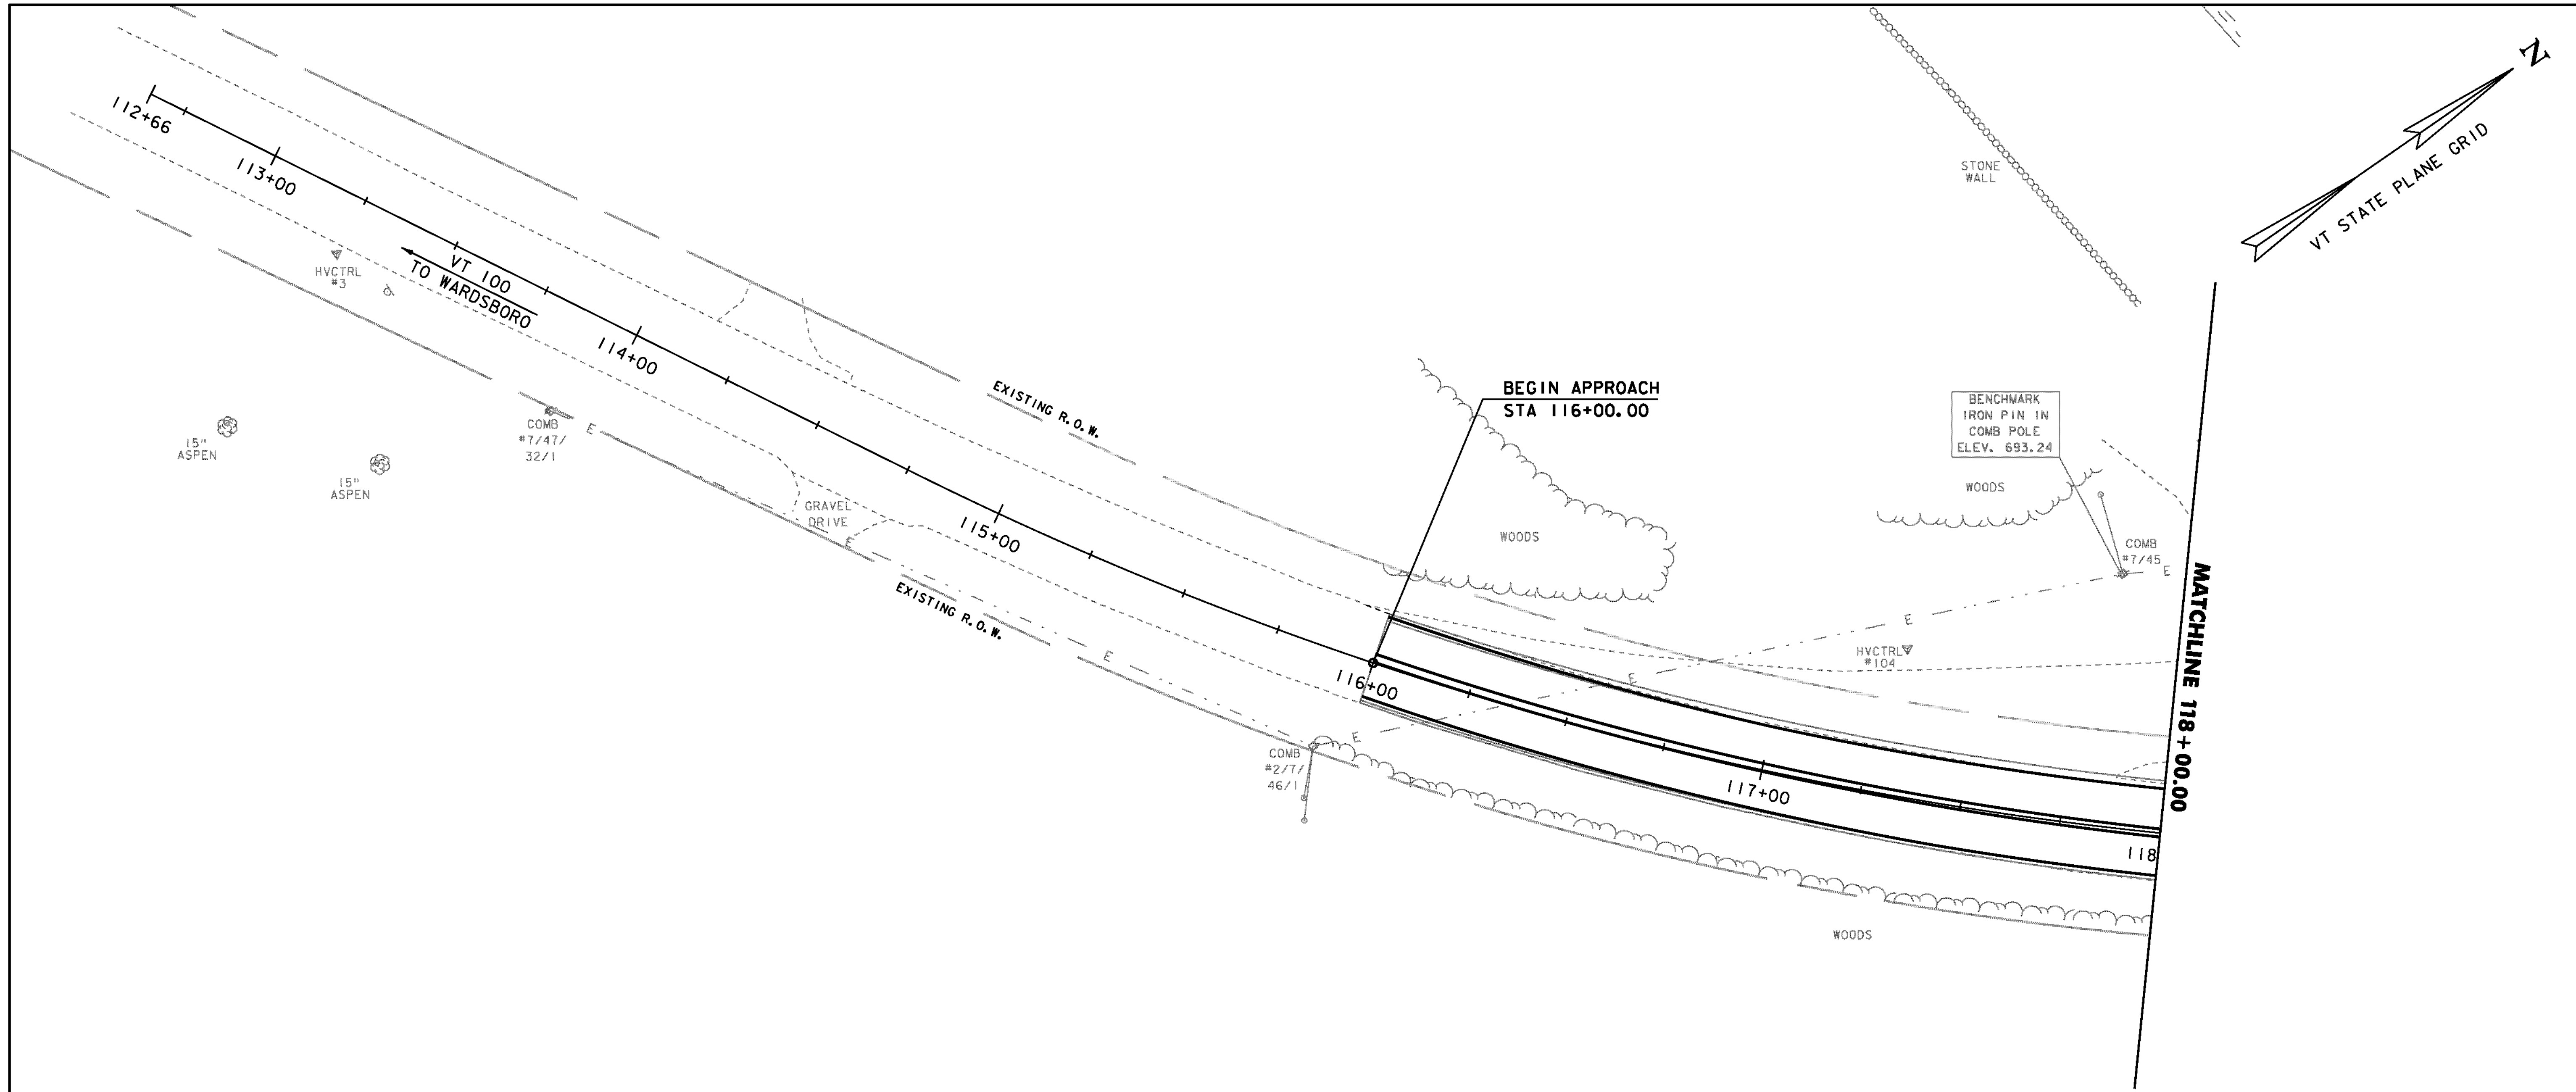 N
VT STATE PLANE GRID
112+66
113+00
STONE
WALL
HVCTRL
#3
VT 100
TO WARDSBORO
114+00
EXISTING R.O.W.
BEGIN APPROACH
STA 116+00.00
BENCHMARK
IRON PIN IN
COMB POLE
ELEV. 693.24
15"
ASPEN
15"
ASPEN
COMB
#7/47/
32/1
E
GRAVEL
DRIVE
E
115+00
WOODS
WOODS
COMB
#7/45
E
MATCHLINE 118+00.00
EXISTING R.O.W.
E
E
HVCTRL
#104
E
116+00
E
COMB
#2/7/
46/1
117+00
118
WOODS